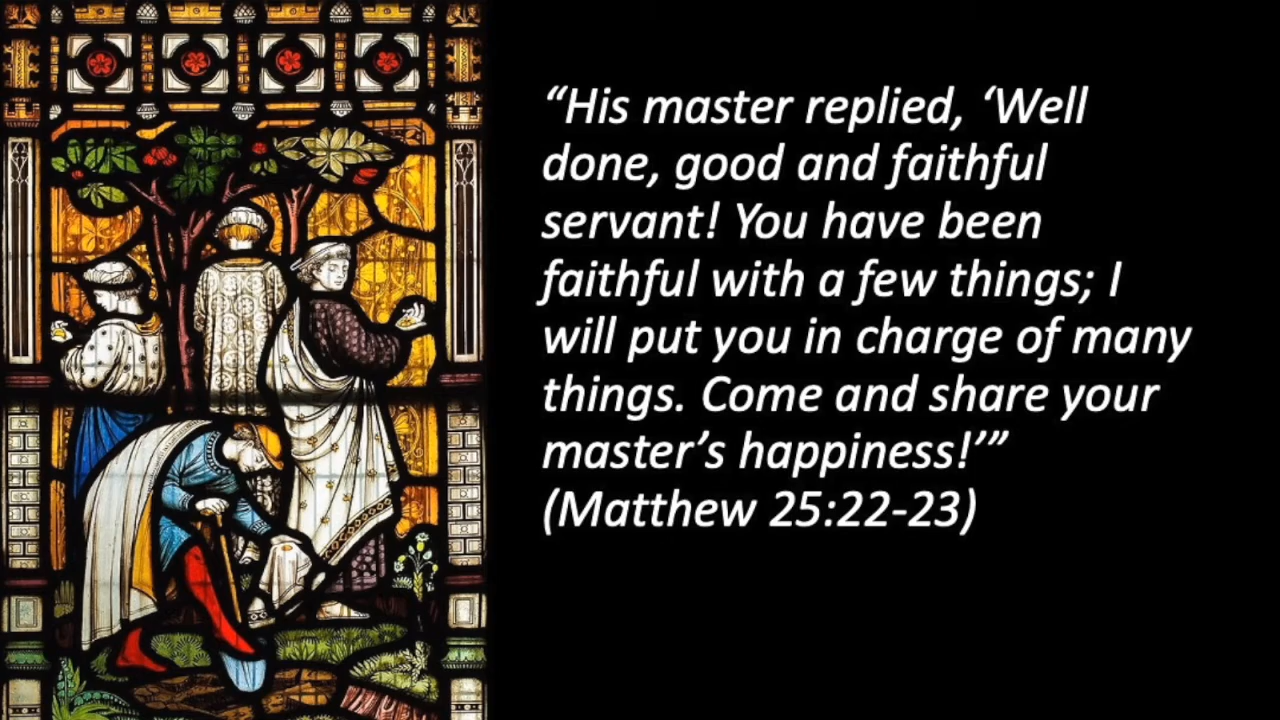 “His master replied, ‘Well
done, good and faithful
servant! You have been
faithful with a few things; I
will put you in charge of many
things. Come and share your
master’s happiness!’”
(Matthew 25:22-23)